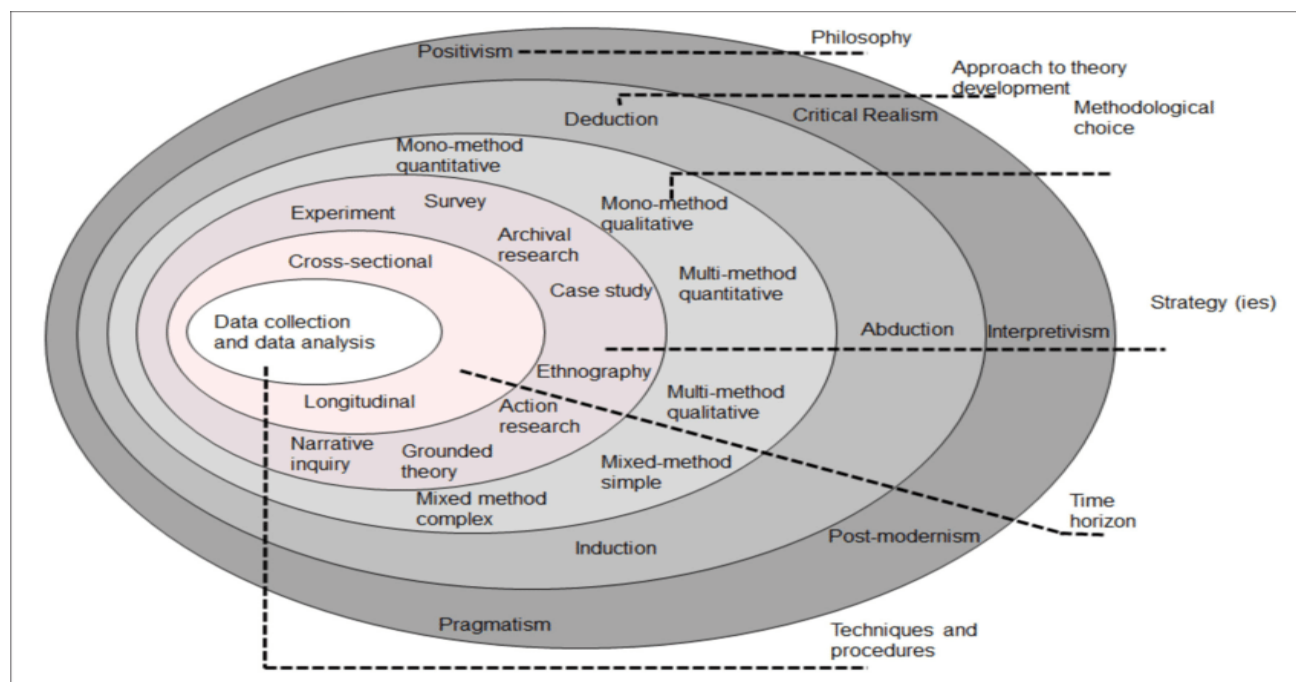 Philosophy
Positivism
Approach to theory
development
Critical Realism
Methodological
choice
Deduction
Mono-method
quantitative
Mono-method
qualitative
Survey
Experiment
Archival
research
Cross-sectional
Multi-method
quantitative
Case study
Strategy (ies)
Data collection
and data analysis
Abduction
Interpretivism
Ethnography
Multi-method
qualitative
Longitudinal
Action
research
Narrative
inquiry
Grounded
theory
Mixed-method
simple
Mixed method
complex
Time
horizon
Post-modernism
Induction
Pragmatism
Techniques and
procedures